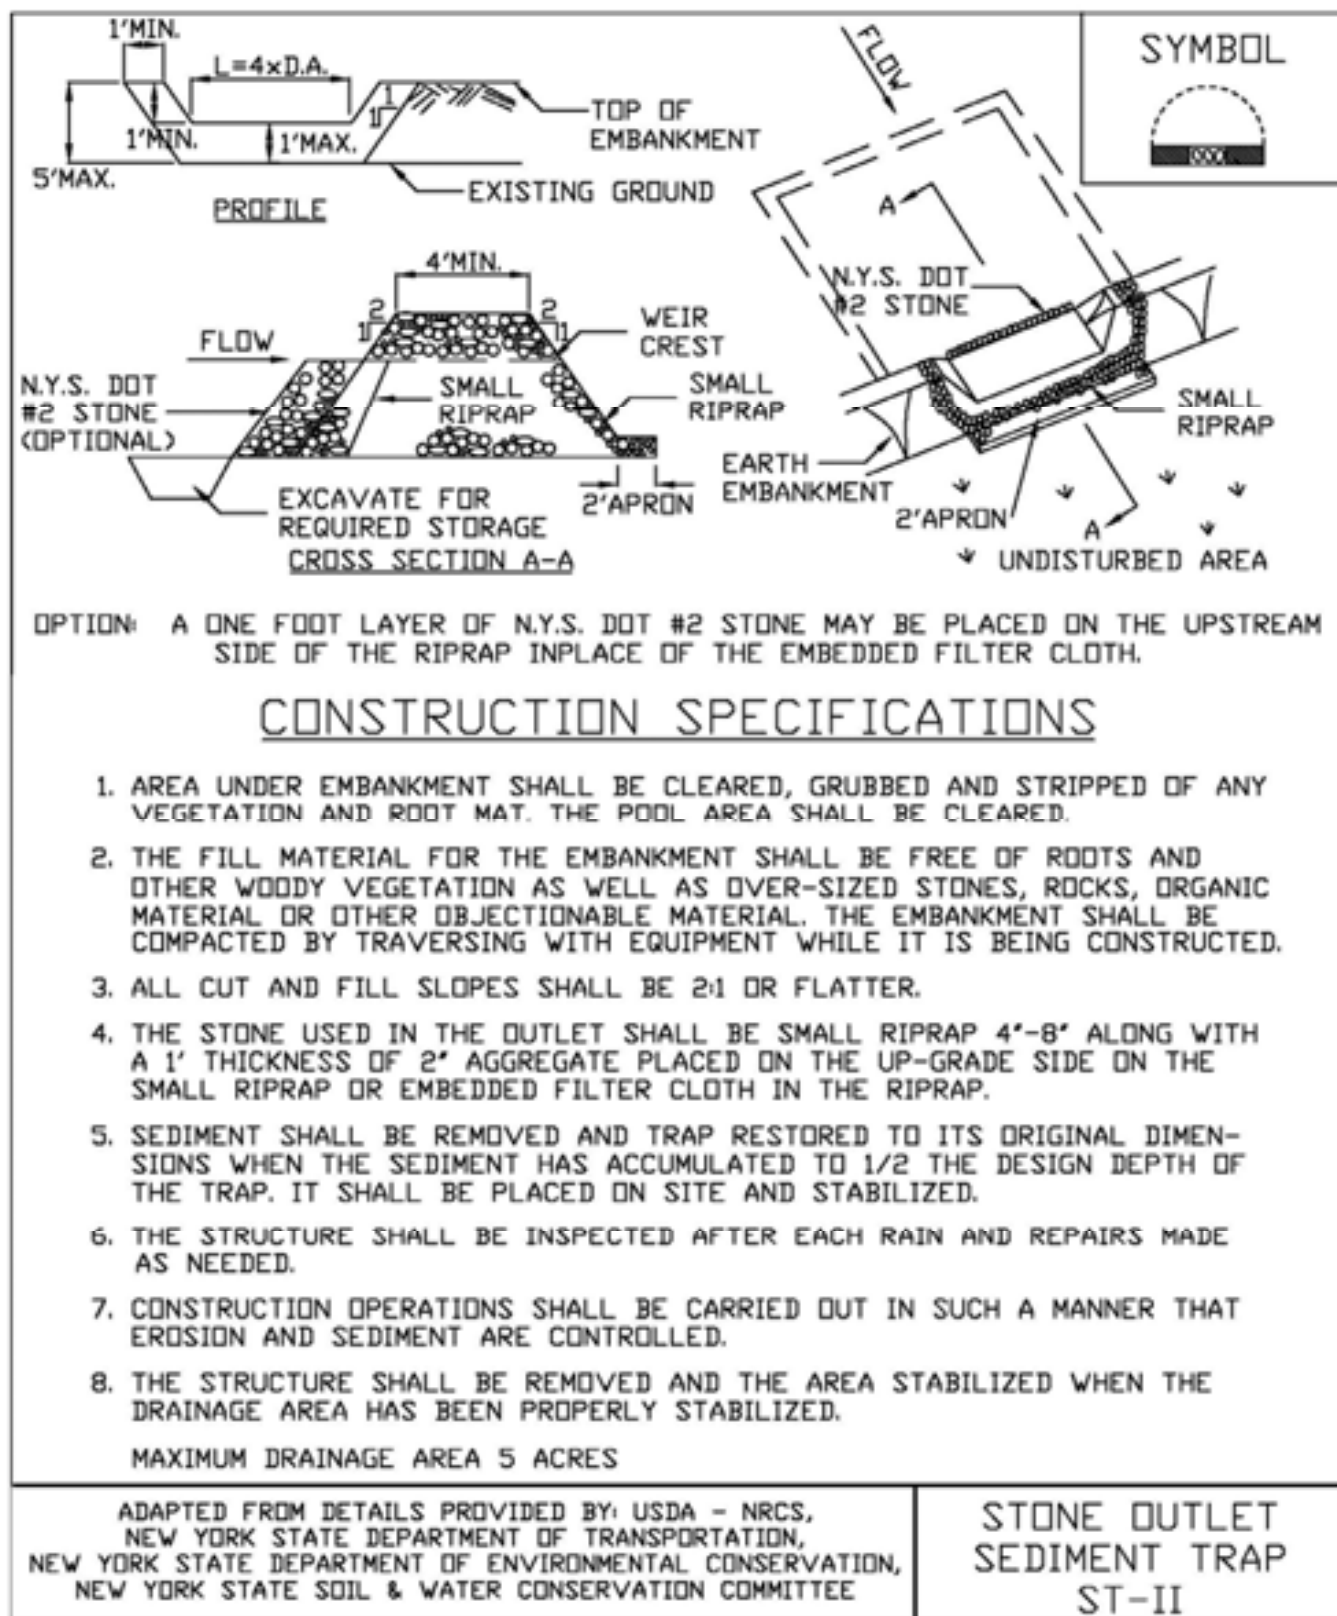 1'MIN.
L=4xD.A.
1'MIN.
1'MAX.
5'MAX.
1
1
TOP OF
EMBANKMENT
EXISTING GROUND
PROFILE
FLOW
SYMBOL
A
N.Y.S. DOT
#2 STONE
SMALL
RIPRAP
EARTH
EMBANKMENT
2'APRON
A
UNDISTURBED AREA
4'MIN.
2
1
2
1
FLOW
WEIR
CREST
N.Y.S. DOT
#2 STONE
(OPTIONAL)
SMALL
RIPRAP
SMALL
RIPRAP
EXCAVATE FOR
REQUIRED STORAGE
2'APRON
CROSS SECTION A-A
OPTION: A ONE FOOT LAYER OF N.Y.S. DOT #2 STONE MAY BE PLACED ON THE UPSTREAM
SIDE OF THE RIPRAP INPLACE OF THE EMBEDDED FILTER CLOTH.
CONSTRUCTION SPECIFICATIONS
1. AREA UNDER EMBANKMENT SHALL BE CLEARED, GRUBBED AND STRIPPED OF ANY
VEGETATION AND ROOT MAT. THE POOL AREA SHALL BE CLEARED.
2. THE FILL MATERIAL FOR THE EMBANKMENT SHALL BE FREE OF ROOTS AND
OTHER WOODY VEGETATION AS WELL AS OVER-SIZED STONES, ROCKS, ORGANIC
MATERIAL OR OTHER OBJECTIONABLE MATERIAL. THE EMBANKMENT SHALL BE
COMPACTED BY TRAVERSING WITH EQUIPMENT WHILE IT IS BEING CONSTRUCTED.
3. ALL CUT AND FILL SLOPES SHALL BE 2:1 OR FLATTER.
4. THE STONE USED IN THE OUTLET SHALL BE SMALL RIPRAP 4"-8" ALONG WITH
A 1' THICKNESS OF 2" AGGREGATE PLACED ON THE UP-GRADE SIDE ON THE
SMALL RIPRAP OR EMBEDDED FILTER CLOTH IN THE RIPRAP.
5. SEDIMENT SHALL BE REMOVED AND TRAP RESTORED TO ITS ORIGINAL DIMEN-
SIONS WHEN THE SEDIMENT HAS ACCUMULATED TO 1/2 THE DESIGN DEPTH OF
THE TRAP. IT SHALL BE PLACED ON SITE AND STABILIZED.
6. THE STRUCTURE SHALL BE INSPECTED AFTER EACH RAIN AND REPAIRS MADE
AS NEEDED.
7. CONSTRUCTION OPERATIONS SHALL BE CARRIED OUT IN SUCH A MANNER THAT
EROSION AND SEDIMENT ARE CONTROLLED.
8. THE STRUCTURE SHALL BE REMOVED AND THE AREA STABILIZED WHEN THE
DRAINAGE AREA HAS BEEN PROPERLY STABILIZED.
MAXIMUM DRAINAGE AREA 5 ACRES
ADAPTED FROM DETAILS PROVIDED BY: USDA - NRCS,
NEW YORK STATE DEPARTMENT OF TRANSPORTATION,
NEW YORK STATE DEPARTMENT OF ENVIRONMENTAL CONSERVATION,
NEW YORK STATE SOIL & WATER CONSERVATION COMMITTEE
STONE OUTLET
SEDIMENT TRAP
ST-II